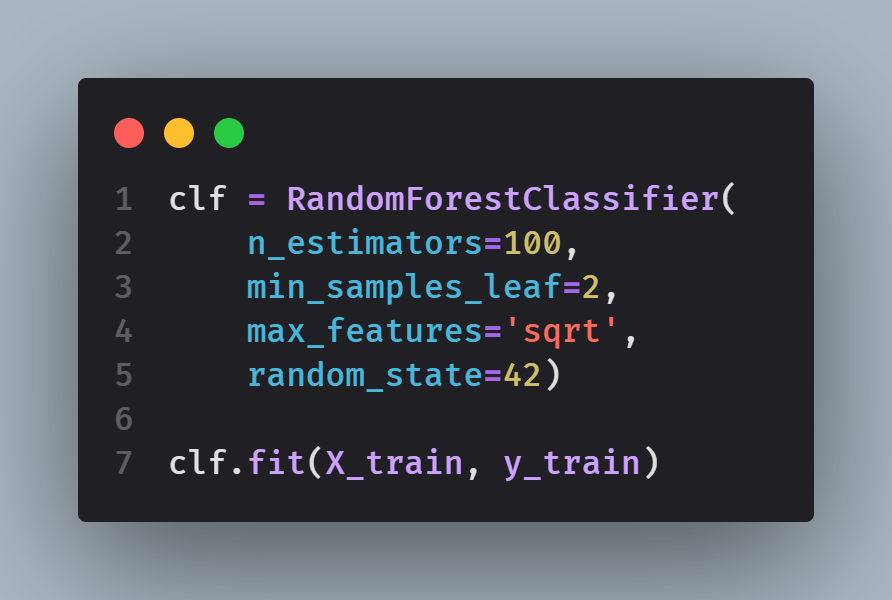 1 clf = RandomForestClassifier(
2     n_estimators=100,
3     min_samples_leaf=2,
4     max_features='sqrt',
5     random_state=42)
6
7 clf.fit(X_train, y_train)